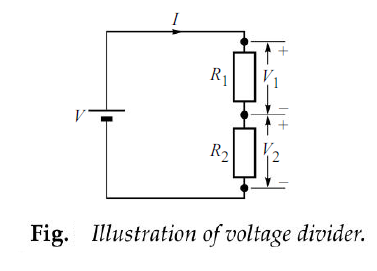 I
+
R1
V1
−
V
+
R2
V2
−
Fig. Illustration of voltage divider.